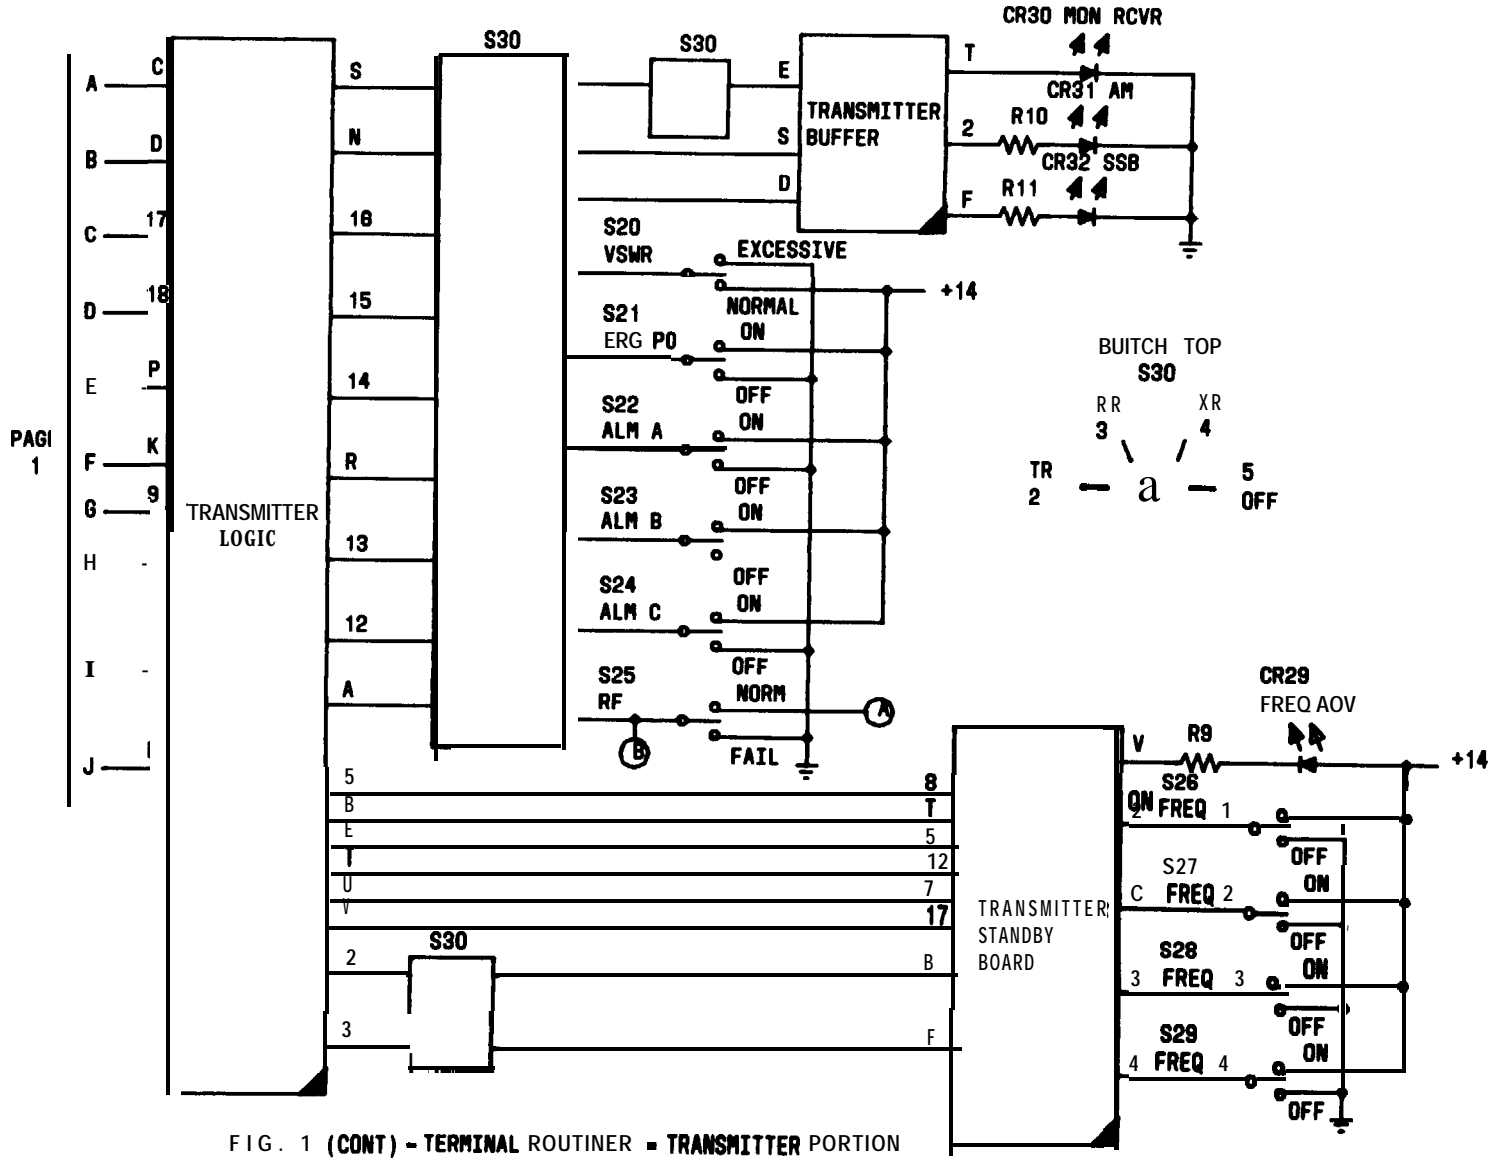 CR30 MON RCVR
S30
S30
C
A
S
E
T
CR31 AM
TRANSMITTER
BUFFER
R10
2
D
B
N
S
CR32 SSB
D
R11
F
17
C
16
S20
VSWR
EXCESSIVE
+14
18
D
15
NORMAL
S21
ON
ERG PO
BUITCH TOP
S30
P
E
14
OFF
S22
ON
ALM A
RR
3
XR
4
PAGI
1
K
F
R
OFF
TR
2
a
5
OFF
9
G
S23
ON
ALM B
TRANSMITTER
LOGIC
13
H
OFF
S24
ON
ALM C
12
I
OFF
S25
NORM
RF
A
A
CR29
FREQ AOV
B
FAIL
J
V
R9
+14
5
8
S26
B
T
ON
2
FREQ 1
E
5
OFF
T
12
S27
ON
U
7
C
FREQ 2
V
17
TRANSMITTER
STANDBY
BOARD
S30
OFF
S28
ON
2
B
3
FREQ 3
OFF
3
F
S29
ON
4
FREQ 4
OFF
FIG. 1 (CONT) - TERMINAL ROUTINER = TRANSMITTER PORTION